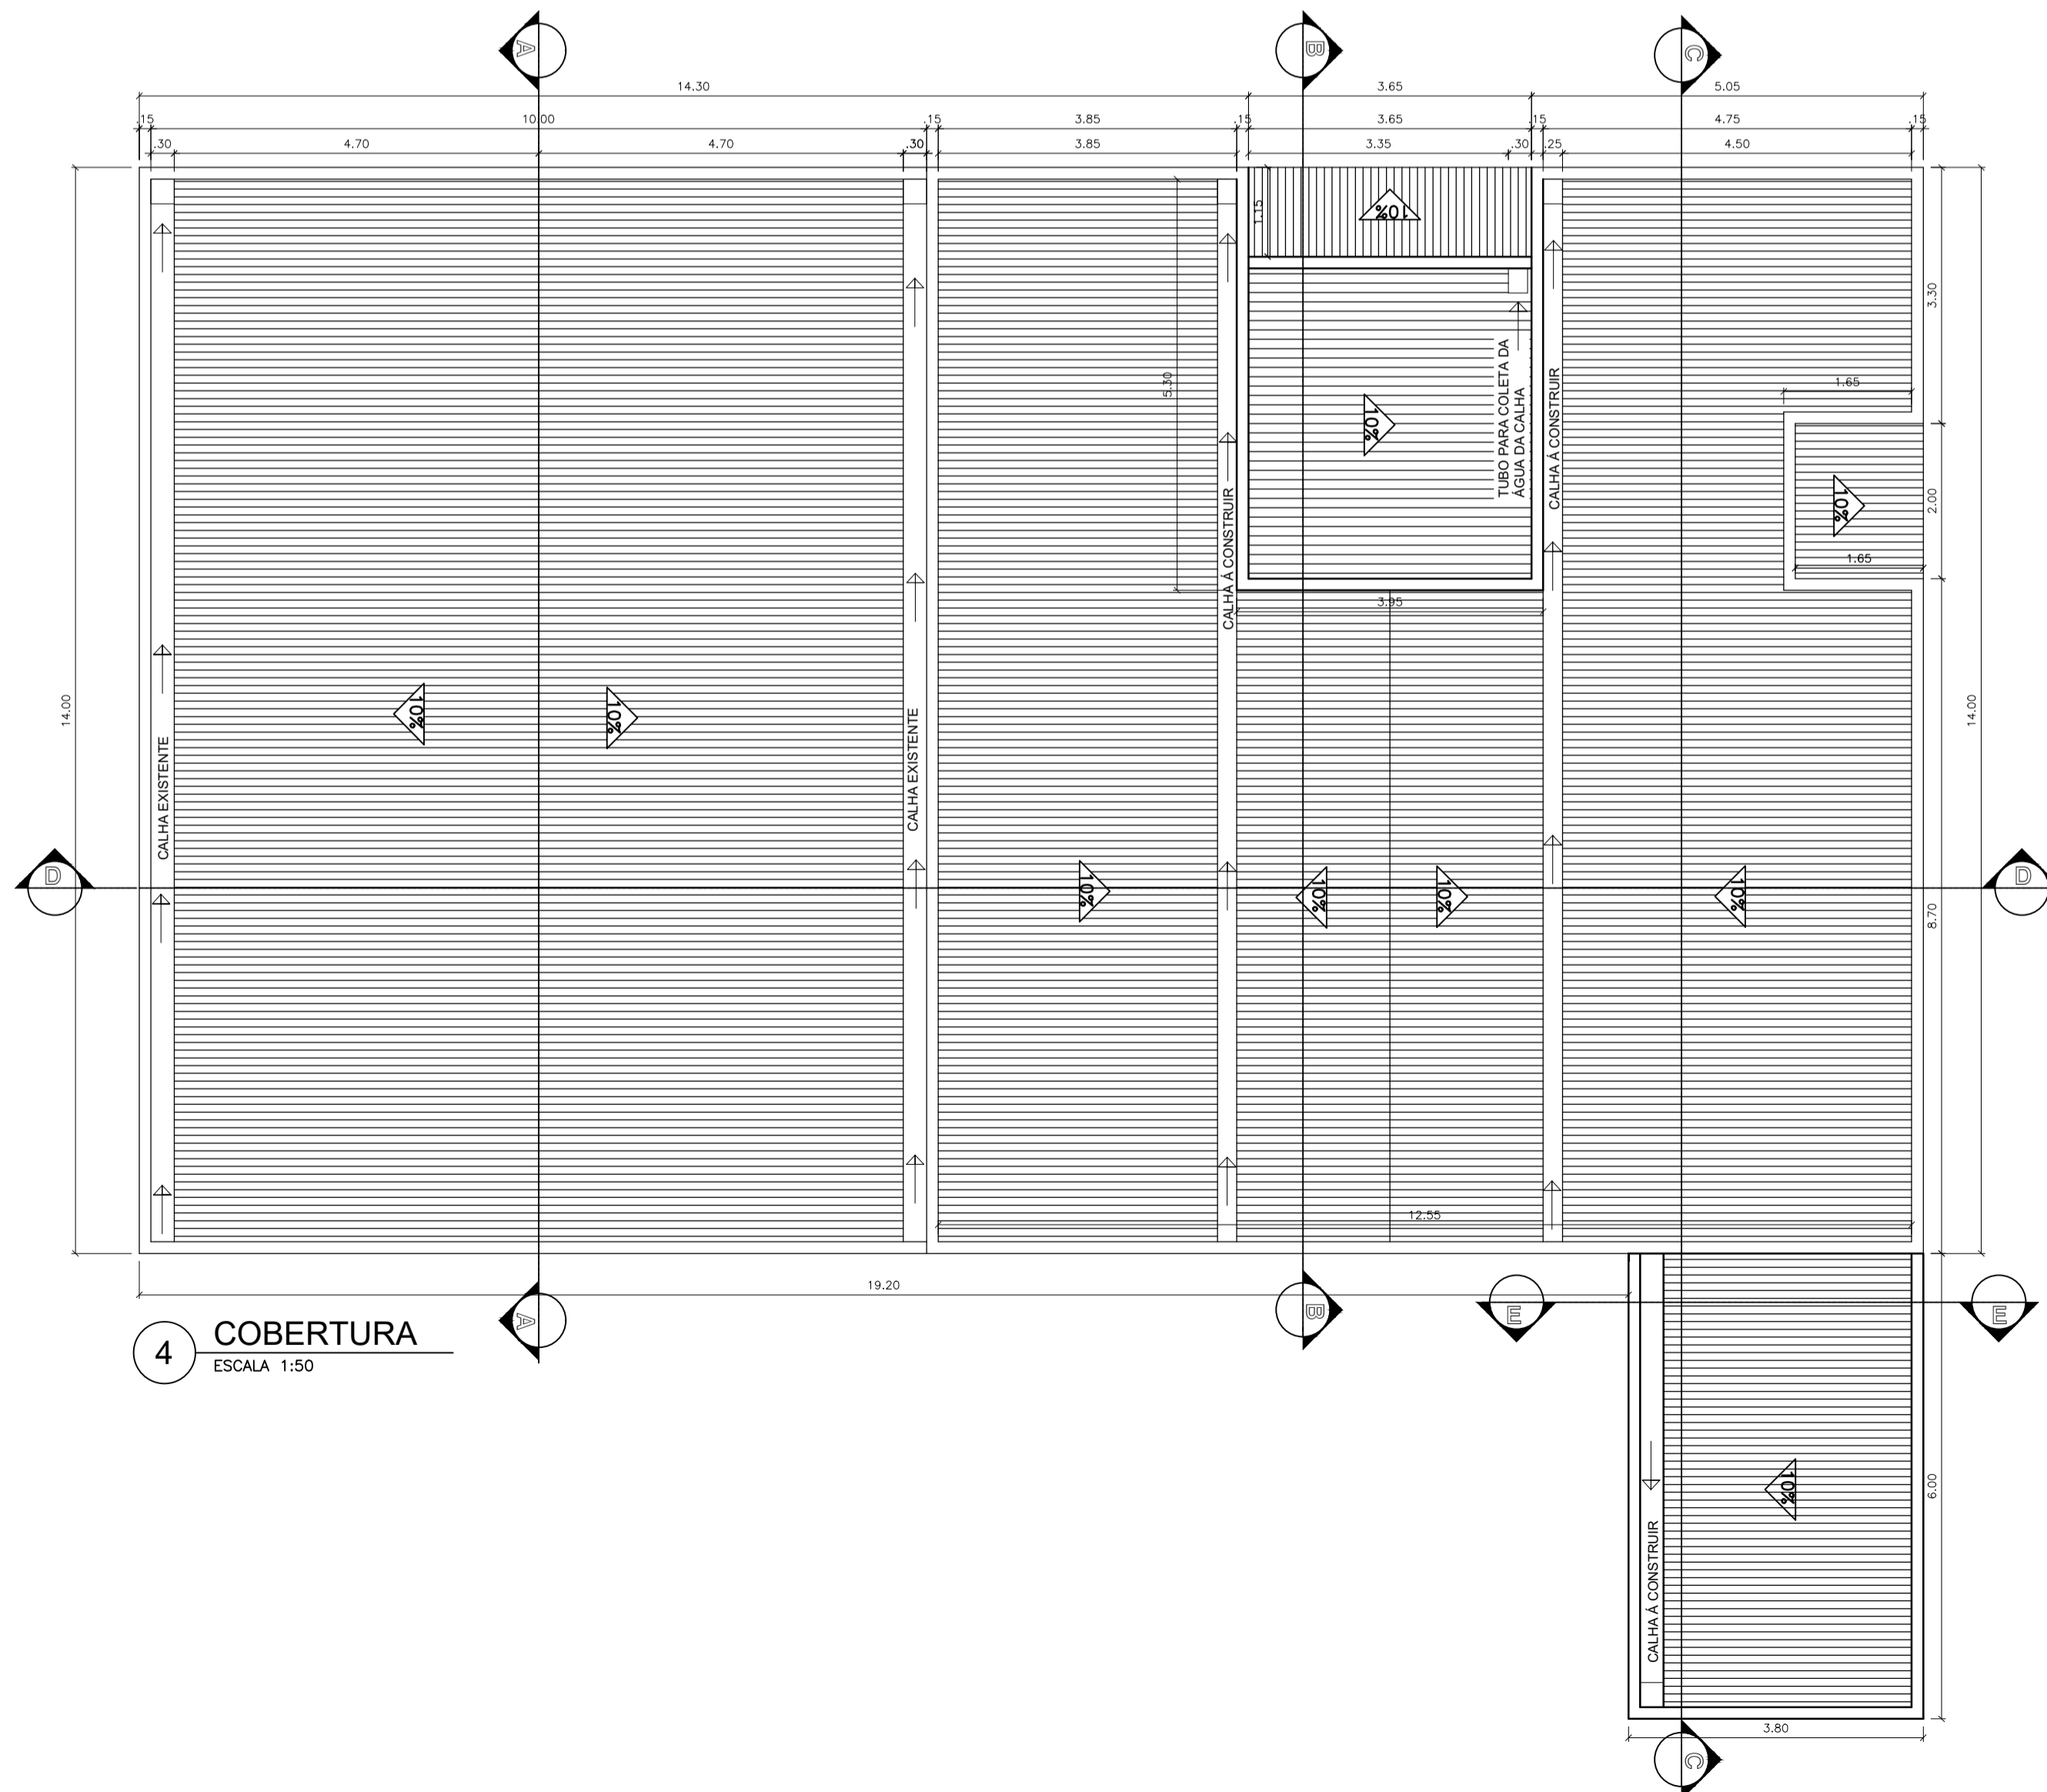 A
B
C
14.30
3.65
5.05
.15
10.00
.15
3.85
.15
3.65
.15
4.75
.15
.30
4.70
4.70
.30
3.85
3.35
.30
.25
4.50
10%
1.15
3.30
5.30
TUBO PARA COLETA DA
ÁGUA DA CALHA
CALHA Á CONSTRUIR
1.65
10%
10%
2.00
1.65
CALHA Á CONSTRUIR
3.95
14.00
10%
10%
14.00
CALHA EXISTENTE
CALHA EXISTENTE
D
10%
10%
10%
10%
D
8.70
12.55
19.20
A
B
E
E
4
COBERTURA
ESCALA 1:50
10%
6.00
CALHA Á CONSTRUIR
3.80
C